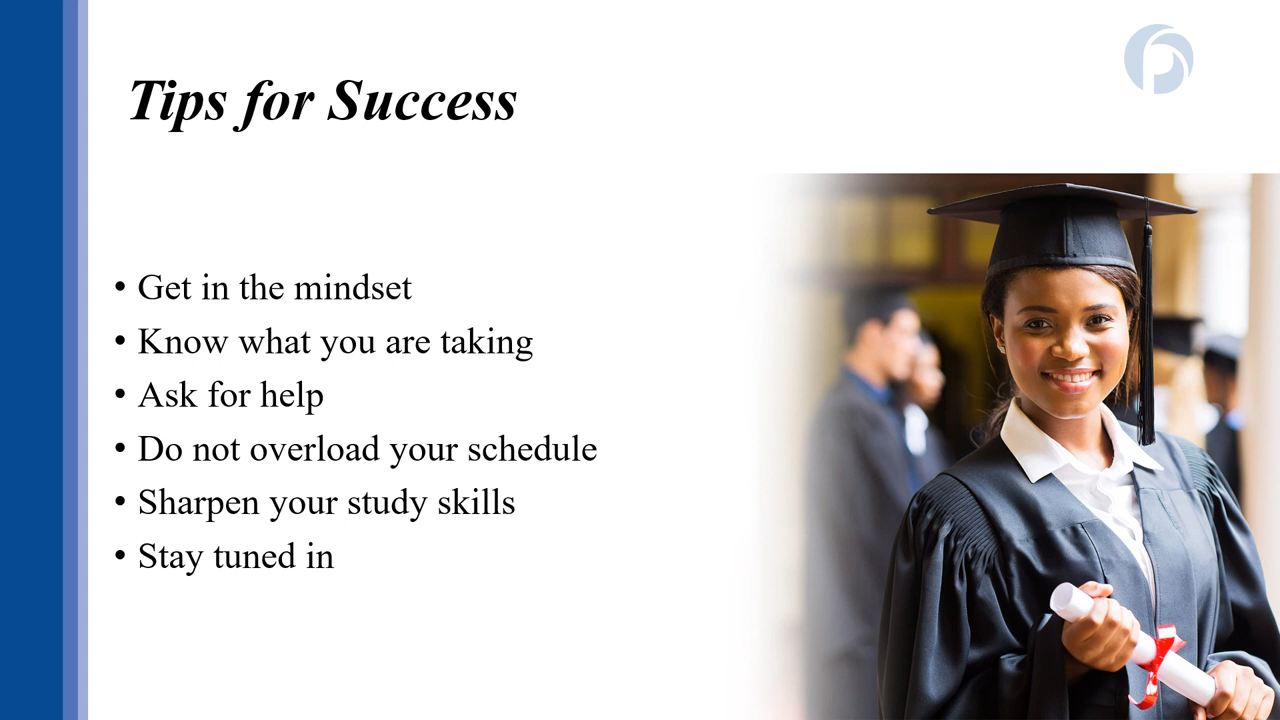 Tips for Success
• Get in the mindset
• Know what you are taking
• Ask for help
• Do not overload your schedule
• Sharpen your study skills
• Stay tuned in